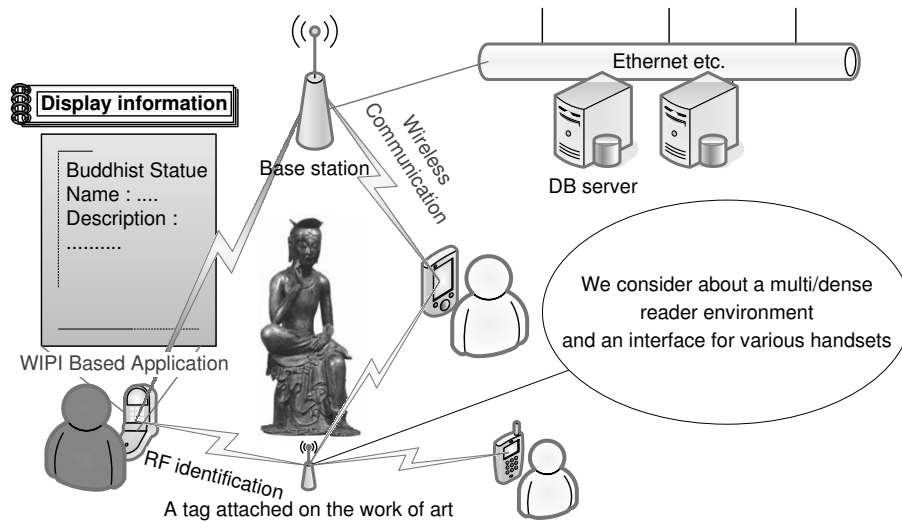 Ethernet etc.
Display information
Base station
Wireless
Communication
DB server
Buddhist Statue
Name : ....
Description :
..........
We consider about a multi/dense
reader environment
and an interface for various handsets
WIPI Based Application
RF identification
A tag attached on the work of art